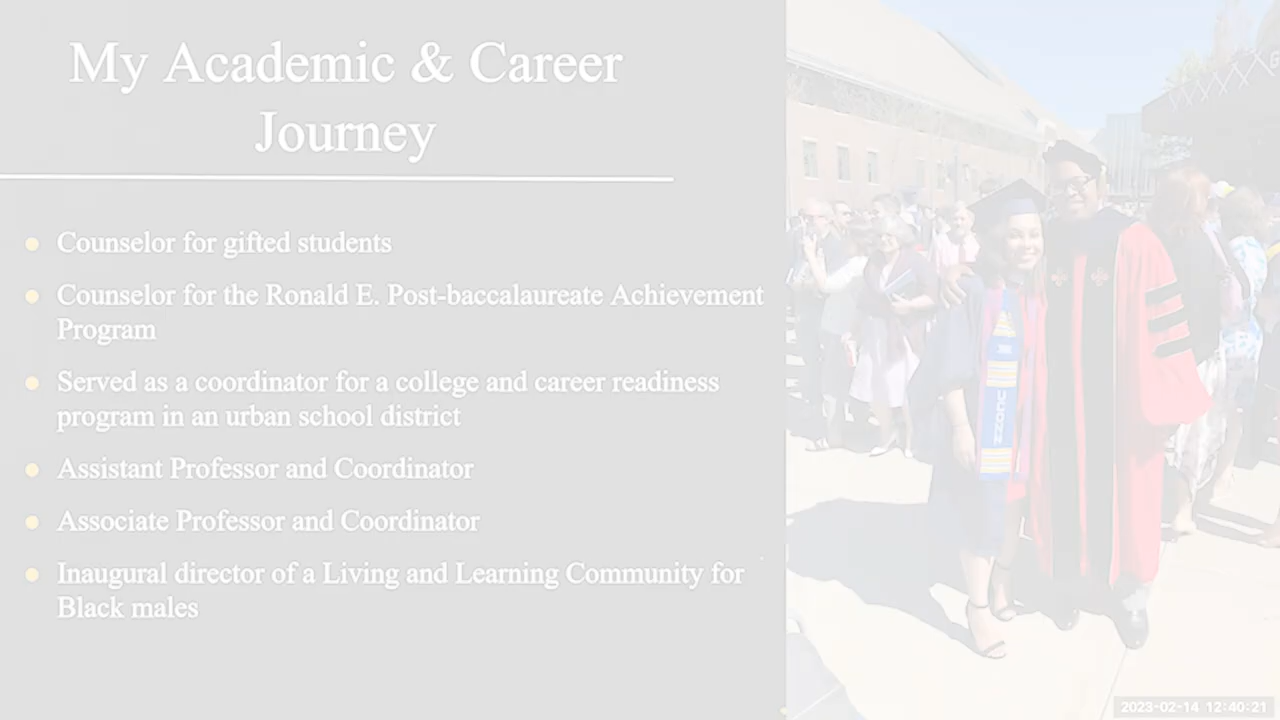 My Academic & Career
Journey
Counselor for gifted students
Counselor for the Ronald E. Post-baccalaureate Achievement
Program
Served as a coordinator for a college and career readiness
program in an urban school district
Assistant Professor and Coordinator
Associate Professor and Coordinator
Inaugural director of a Living and Learning Community for
Black males
UCONN
2023-02-14 12:40:21